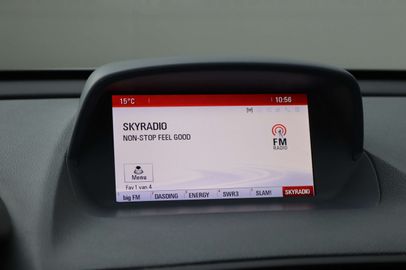 15°C 10:56
SKYRADIO
NON-STOP FEEL GOOD
FM
RADIO
Menu
Fav 1 van 4
big FM DASDING ENERGY SWR3 SLAM! SKYRADIO